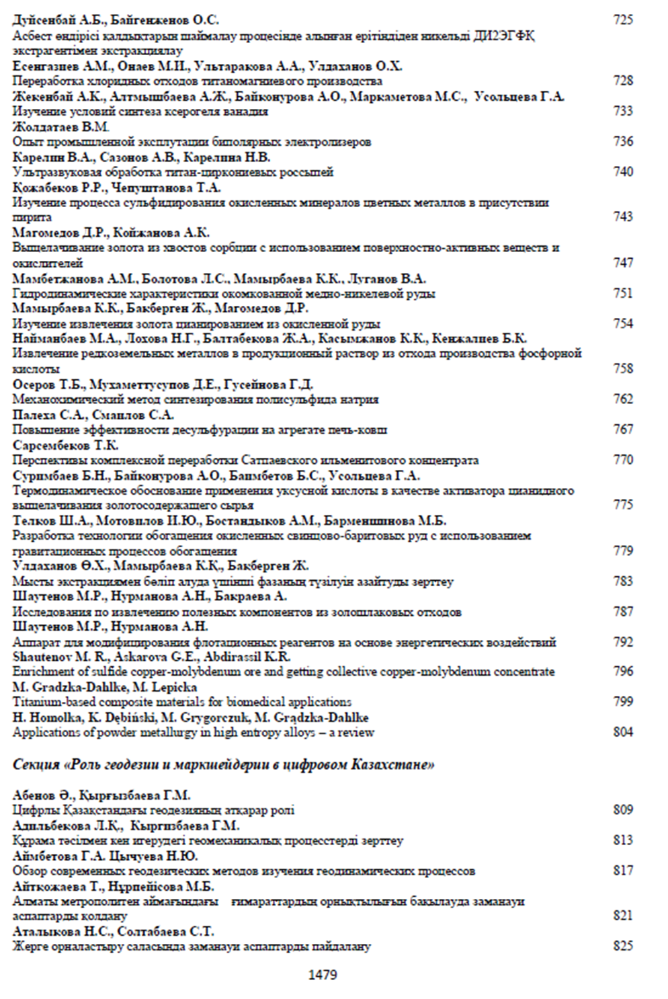 Дуйсенбай А.Б., Байгенженов О.С. 725
Асбест өндірісі қалдықтарын шаймалау процесінде алынған ерітіндіден никельді ДИ2ЭГФҚ
экстрагентімен экстракциялау
Есенгазиев А.М., Онаев М.И., Ультаракова А.А., Улдаханов О.Х.
Переработка хлоридных отходов титаномагниевого производства 728
Жекенбай А.К., Алтмышбаева А.Ж., Байконурова А.О., Маркаметова М.С., Усольцева Г.А.
Изучение условий синтеза ксерогеля ванадия 733
Жолдатаев В.М.
Опыт промышленной эксплутации биполярных электролизеров 736
Карелин В.А., Сазонов А.В., Карелина Н.В.
Ультразвуковая обработка титан-циркониевых россыпей 740
Қожабеков Р.Р., Чепуштанова Т.А.
Изучение процесса сульфидирования окисленных минералов цветных металлов в присутствии
пирита 743
Магомедов Д.Р., Койжанова А.К.
Выщелачивание золота из хвостов сорбции с использованием поверхностно-активных веществ и
окислителей 747
Мамбетжанова А.М., Болотова Л.С., Мамырбаева К.К., Луганов В.А.
Гидродинамические характеристики окомкованной медно-никелевой руды 751
Мамырбаева К.К., Бакберген Ж., Магомедов Д.Р.
Изучение извлечения золота цианированием из окисленной руды 754
Найманбаев М.А., Лохова Н.Г., Балтабекова Ж.А., Касымжанов К.К., Кенжалиев Б.К.
Извлечение редкоземельных металлов в продукционный раствор из отхода производства фосфорной
кислоты 758
Осеров Т.Б., Мухаметтусупов Д.Е., Гусейнова Г.Д.
Механохимический метод синтезирования полисульфида натрия 762
Палеха С.А., Смаилов С.А.
Повышение эффективности десульфурации на агрегате печь-ковш 767
Сарсембеков Т.К.
Перспективы комплексной переработки Сатпаевского ильменитового концентрата 770
Суримбаев Б.Н., Байконурова А.О., Баимбетов Б.С., Усольцева Г.А.
Термодинамическое обоснование применения уксусной кислоты в качестве активатора цианидного
выщелачивания золотосодержащего сырья 775
Телков Ш.А., Мотовилов И.Ю., Бостандыков А.М., Барменшинова М.Б.
Разработка технологии обогащения окисленных свинцово-баритовых руд с использованием
гравитационных процессов обогащения 779
Улдаханов Ө.Х., Мамырбаева К.Қ., Бакберген Ж.
Мысты экстракциямен бөліп алуда үшінші фазаның түзілуін азайтуды зерттеу 783
Шаутенов М.Р., Нурманова А.Н., Бакраева А.
Исследования по извлечению полезных компонентов из золошлаковых отходов 787
Шаутенов М.Р., Нурманова А.Н.
Аппарат для модифицирования флотационных реагентов на основе энергетических воздействий 792
Shautenov M. R., Askarova G.E., Abdirassil K.R.
Enrichment of sulfide copper-molybdenum ore and getting collective copper-molybdenum concentrate 796
M. Gradzka-Dahlke, M. Lepicka
Titanium-based composite materials for biomedical applications 799
H. Homolka, K. Dębiński, M. Grygorczuk, M. Grądzka-Dahlke
Applications of powder metallurgy in high entropy alloys – a review 804
Секция «Роль геодезии и маркшейдерии в цифровом Казахстане»
Абенов Ә., Қырғызбаева Г.М.
Цифрлы Қазақстандағы геодезияның атқарар ролі 809
Адильбекова Л.Қ., Кыргизбаева Г.М.
Құрама тәсілмен кен игерудегі геомеханикалық процесстерді зерттеу 813
Аймбетова Г.А. Цычуева Н.Ю.
Обзор современных геодезических методов изучения геодинамических процессов 817
Айтқожаева Т., Нұрпейісова М.Б.
Алматы метрополитен аймағындағы ғимараттардың орнықтылығын бақылауда заманауи
аспаптарды қолдану 821
Аталыкова Н.С., Солтабаева С.Т.
Жерге орналастыру саласында заманауи аспаптарды пайдалану 825
1479